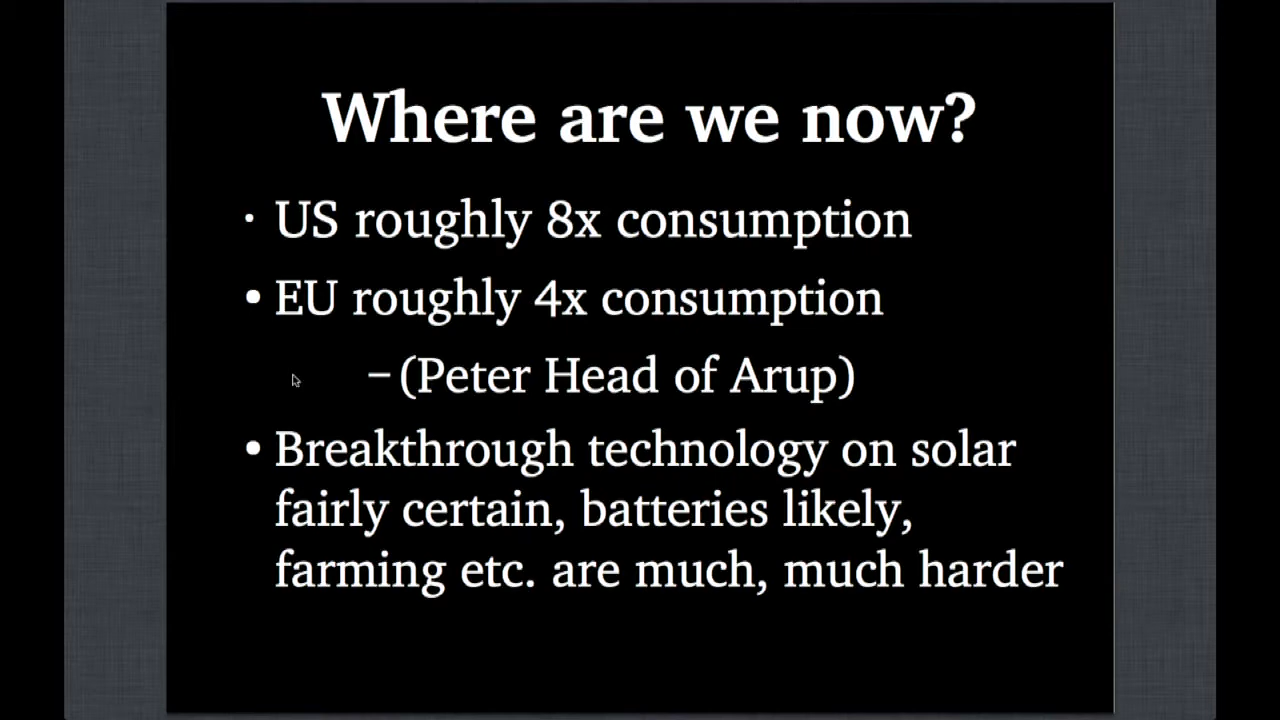 Where are we now?
· US roughly 8x consumption
• EU roughly 4x consumption
–(Peter Head of Arup)
• Breakthrough technology on solar
fairly certain, batteries likely,
farming etc. are much, much harder